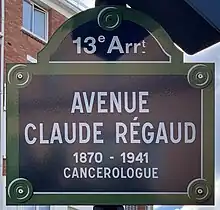 13e Arrt
AVENUE
CLAUDE RÉGAUD
1870 - 1941
CANCEROLOGUE